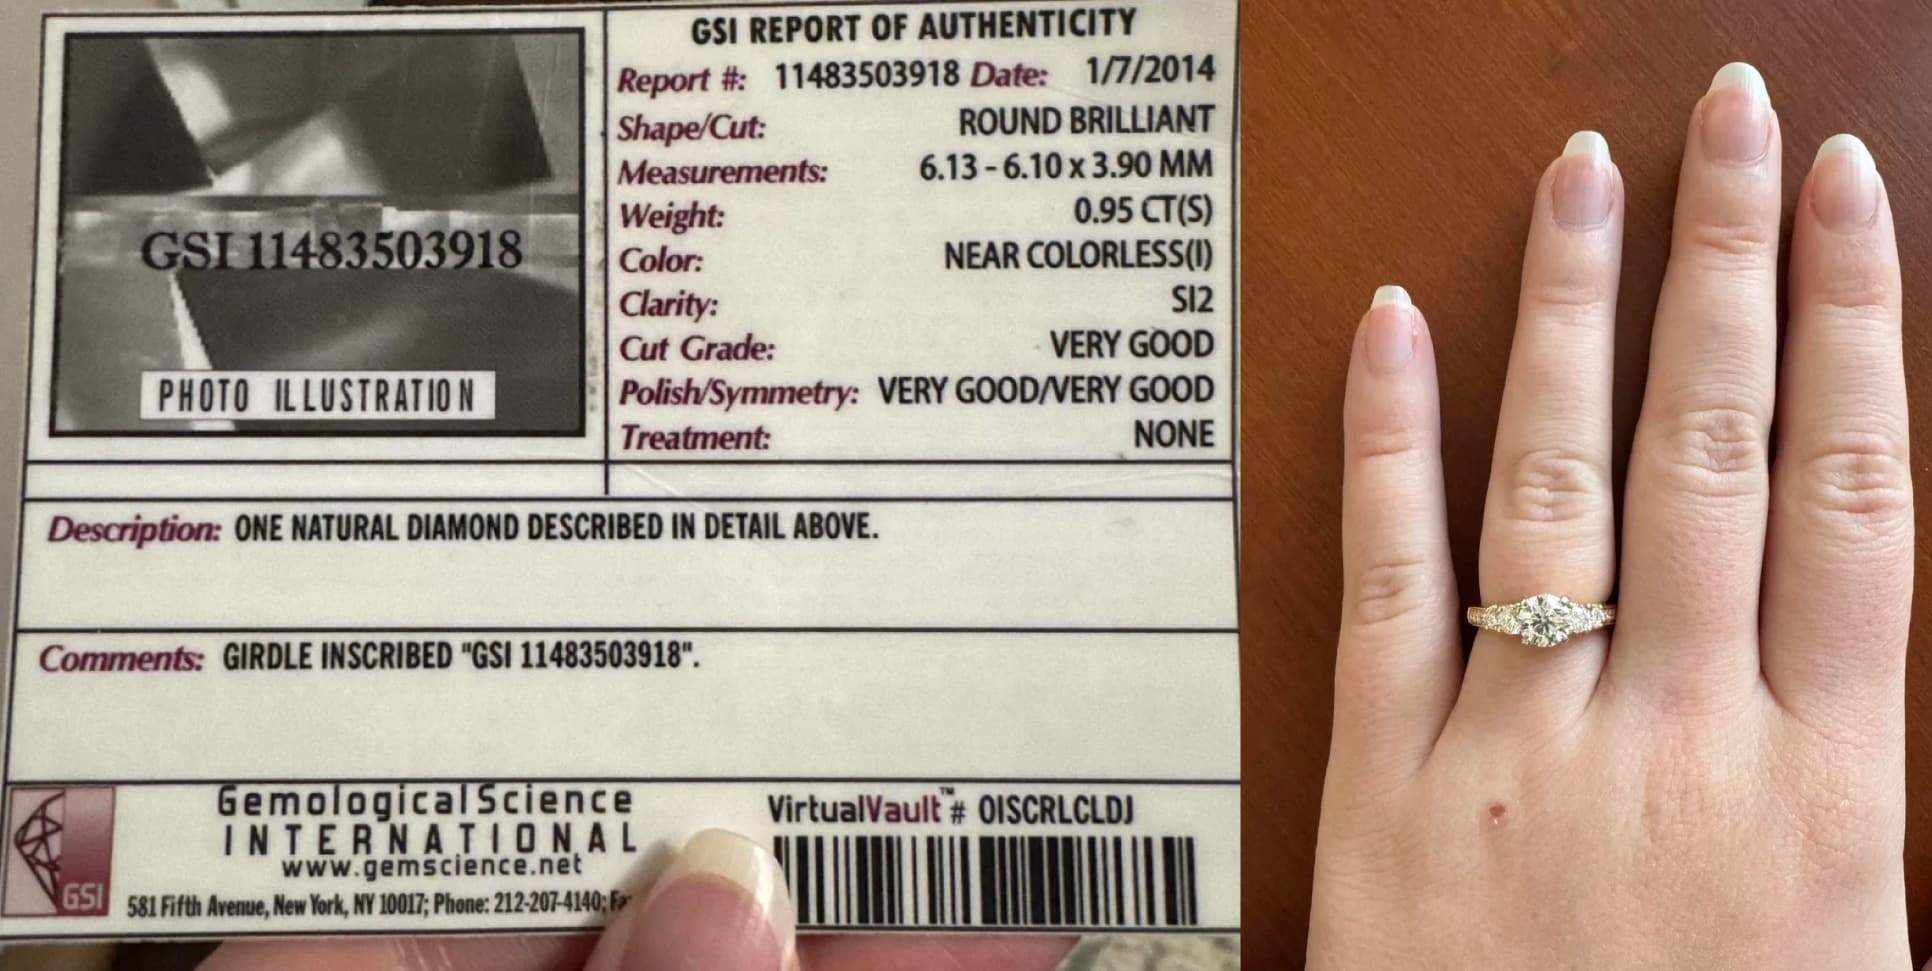 GSI REPORT OF AUTHENTICITY
Report #: 11483503918 Date: 1/7/2014
Shape/Cut: ROUND BRILLIANT
Measurements: 6.13 - 6.10 x 3.90 MM
Weight: 0.95 CT(S)
Color: NEAR COLORLESS(I)
Clarity: SI2
Cut Grade: VERY GOOD
Polish/Symmetry: VERY GOOD/VERY GOOD
Treatment: NONE
GSI 11483503918
PHOTO ILLUSTRATION
Description: ONE NATURAL DIAMOND DESCRIBED IN DETAIL ABOVE.
Comments: GIRDLE INSCRIBED "GSI 11483503918".
GSI
Gemological Science
INTERNATIONAL
www.gemscience.net
581 Fifth Avenue, New York, NY 10017; Phone: 212-207-4140;
VirtualVault™# OISCRLCLDJ